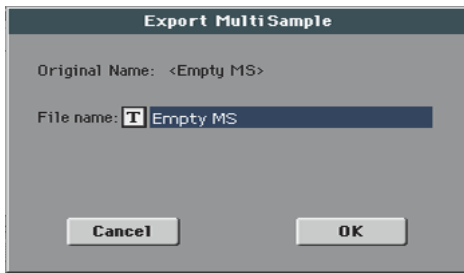 Export MultiSample
Original Name: <Empty MS>
File name: T Empty MS
Cancel OK